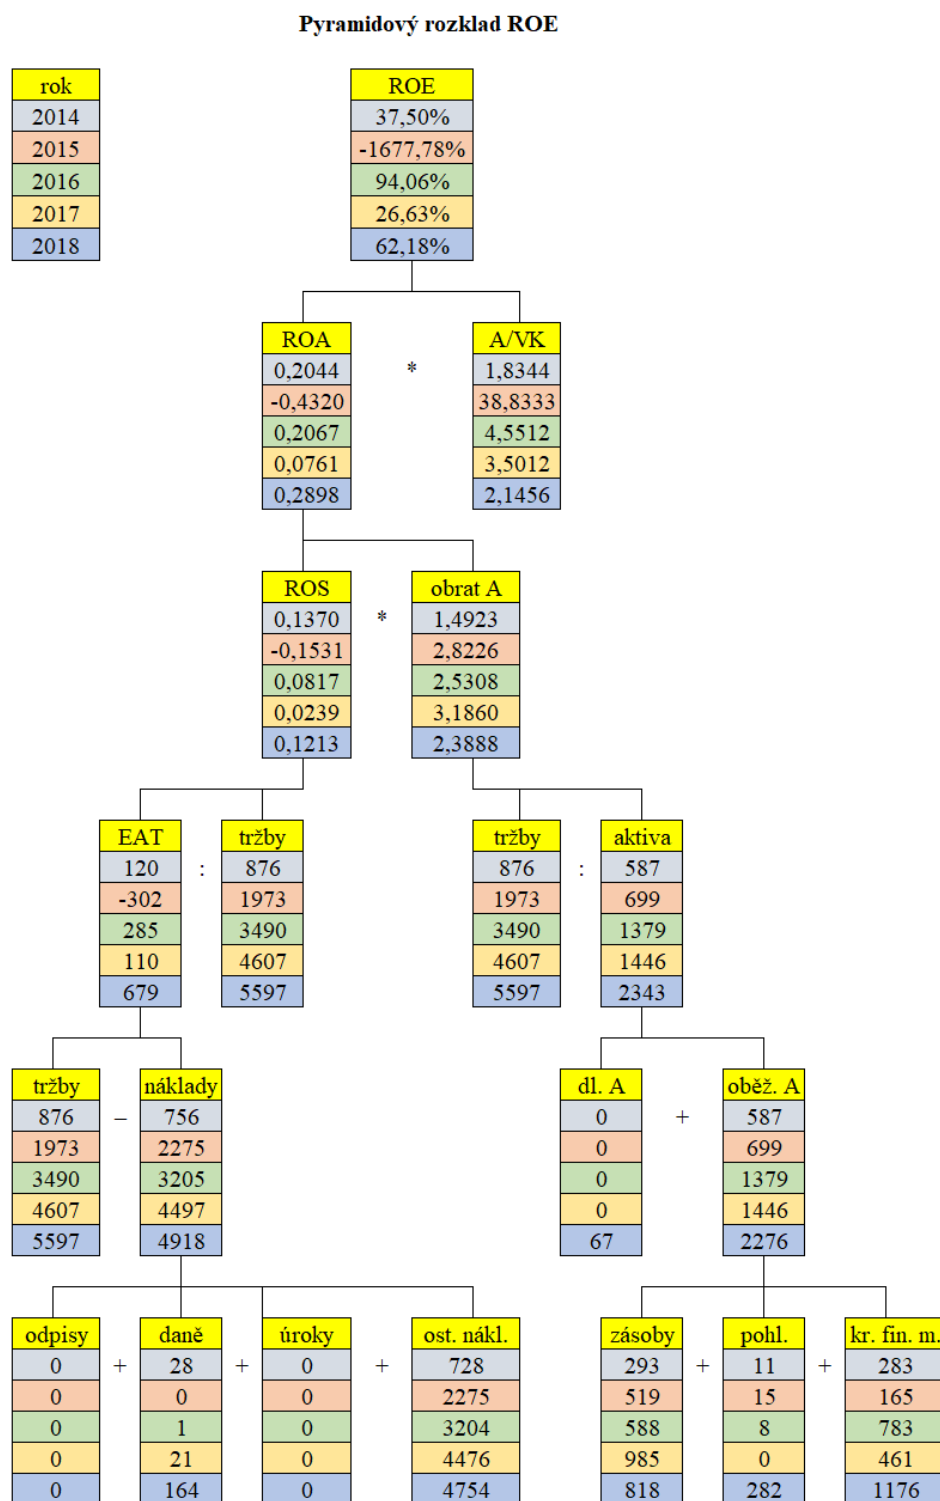 Pyramidový rozklad ROE
rok ROE
2014 37,50%
2015 -1677,78%
2016 94,06%
2017 26,63%
2018 62,18%
ROA A/VK
0,2044 * 1,8344
-0,4320 38,8333
0,2067 4,5512
0,0761 3,5012
0,2898 2,1456
ROS obrat A
0,1370 * 1,4923
-0,1531 2,8226
0,0817 2,5308
0,0239 3,1860
0,1213 2,3888
EAT tržby tržby aktiva
120 : 876 876 : 587
-302 1973 1973 699
285 3490 3490 1379
110 4607 4607 1446
679 5597 5597 2343
tržby náklady dl. A oběž. A
876 – 756 0 + 587
1973 2275 0 699
3490 3205 0 1379
4607 4497 0 1446
5597 4918 67 2276
odpisy daně úroky ost. nákl. zásoby pohl. kr. fin. m.
0 + 28 + 0 + 728 293 + 11 + 283
0 0 0 2275 519 15 165
0 1 0 3204 588 8 783
0 21 0 4476 985 0 461
0 164 0 4754 818 282 1176